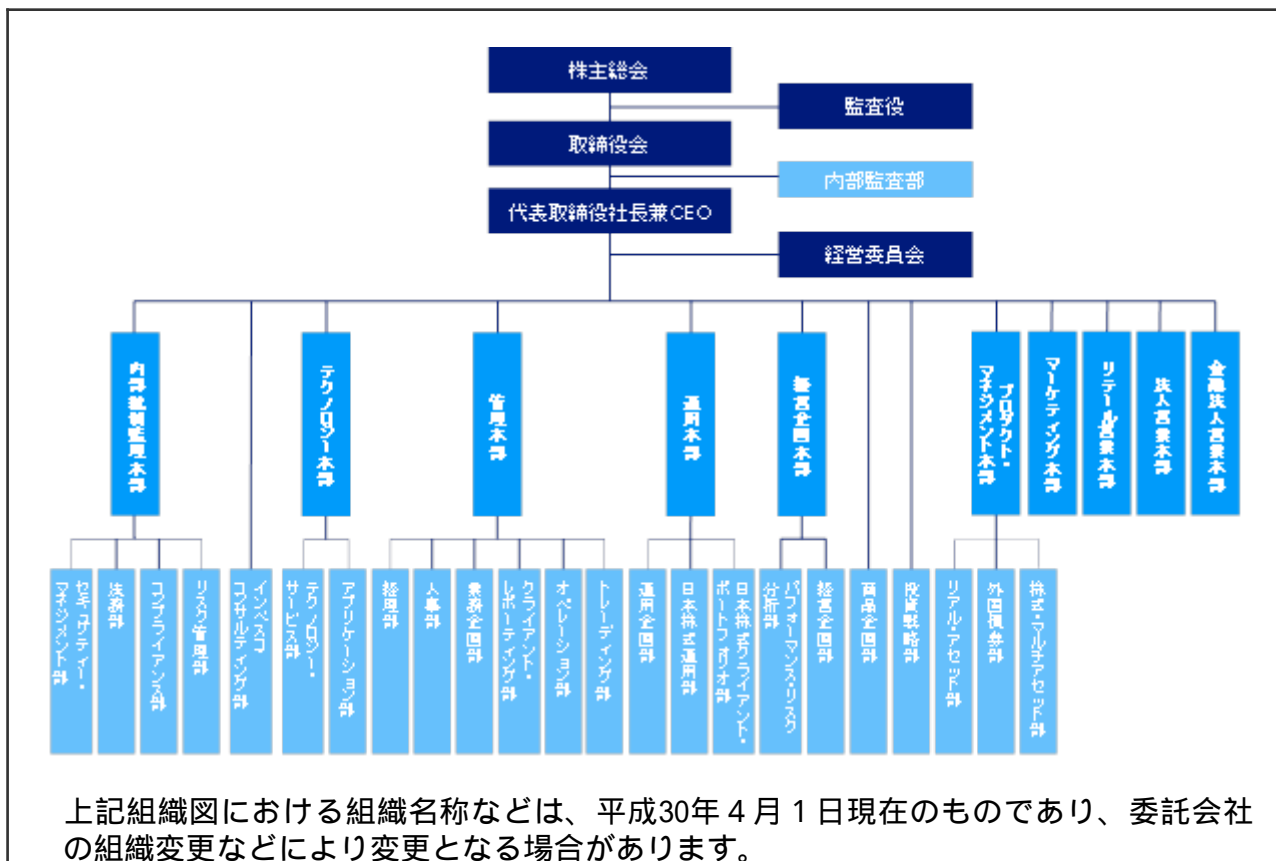 株主総会
監査役
取締役会
内部監査部
代表取締役社長兼CEO
経営委員会
内部統制監理本部
テクノロジー本部
管理本部
運用本部
経営企画本部
プロダクト・
マネジメント本部
マーケティング本部
リテール営業本部
法人営業本部
金融法人営業本部
セキュリティー・
マネジメント部
法務部
コンプライアンス部
リスク管理部
インベスコ
コンサルティング部
テクノロジー・
サービス部
アプリケーション部
経理部
人事部
業務企画部
クライアント・
レポーティング部
オペレーション部
トレーディング部
運用企画部
日本株式運用部
日本株式クライアント・
ポートフォリオ部
パフォーマンス・リスク
分析部
経営企画部
商品企画部
投資戦略部
リアル・アセット部
外国債券部
株式・マルチアセット部
上記組織図における組織名称などは、平成30年４月１日現在のものであり、委託会社
の組織変更などにより変更となる場合があります。